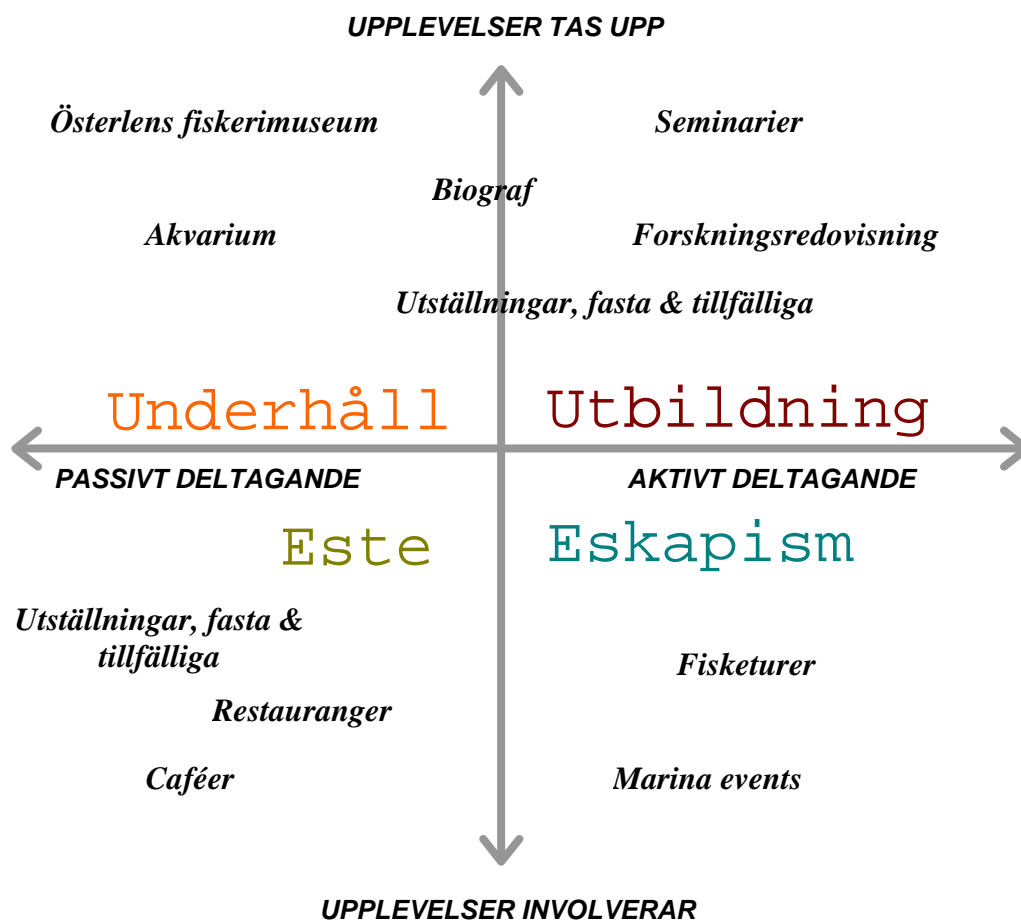 UPPLEVELSER TAS UPP
Österlens fiskerimuseum
Seminarier
Biograf
Akvarium
Forskningsredovisning
Utställningar, fasta & tillfälliga
Underhåll
Utbildning
PASSIVT DELTAGANDE
AKTIVT DELTAGANDE
Este
Eskapism
Utställningar, fasta &
tillfälliga
Fisketurer
Restauranger
Caféer
Marina events
UPPLEVELSER INVOLVERAR